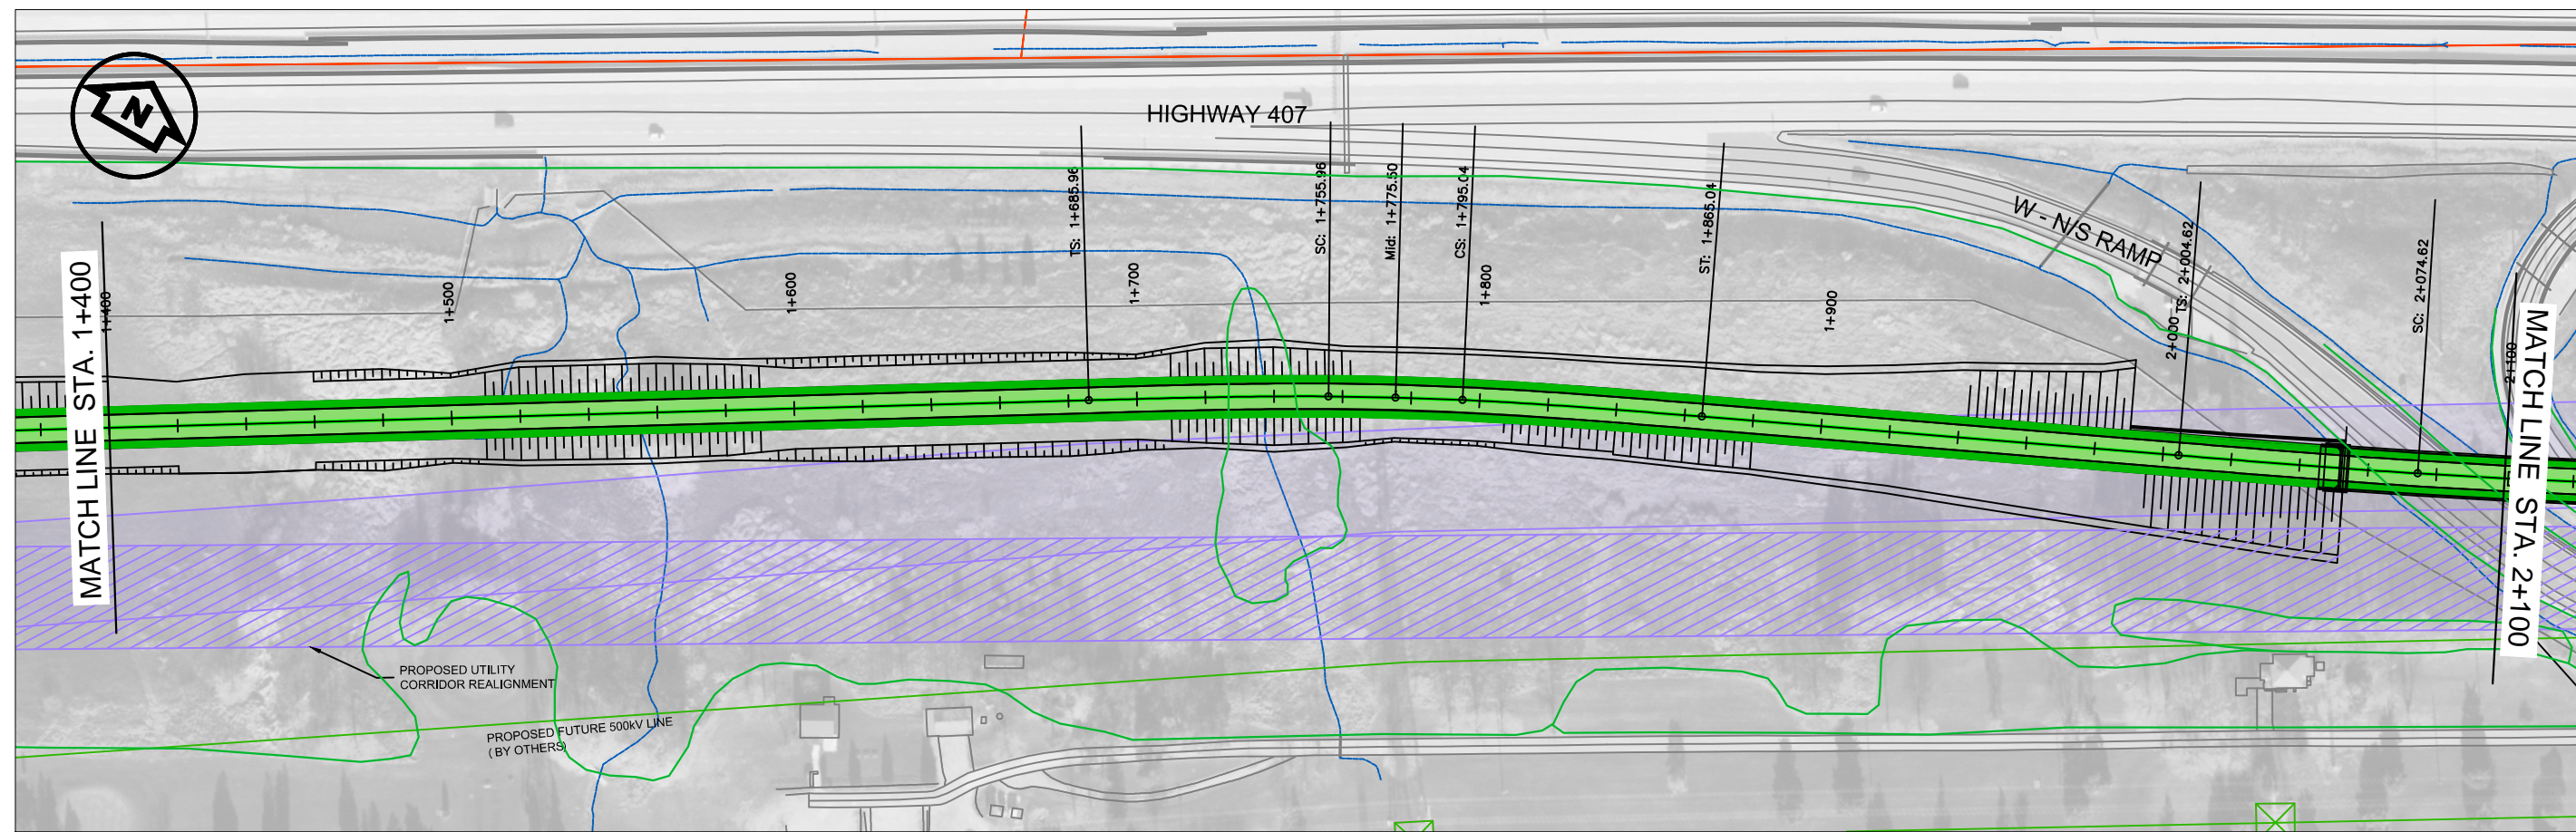 N
HIGHWAY 407
W - N/S RAMP
MATCH LINE STA. 1+400
1+400
1+500
1+600
TS: 1+685.96
1+700
SC: 1+755.96
Mid: 1+775.50
CS: 1+795.04
1+800
ST: 1+865.04
1+900
2+000
TS: 2+004.62
SC: 2+074.62
2+100
MATCH LINE STA. 2+100
PROPOSED UTILITY
CORRIDOR REALIGNMENT
PROPOSED FUTURE 500kV LINE
( BY OTHERS)